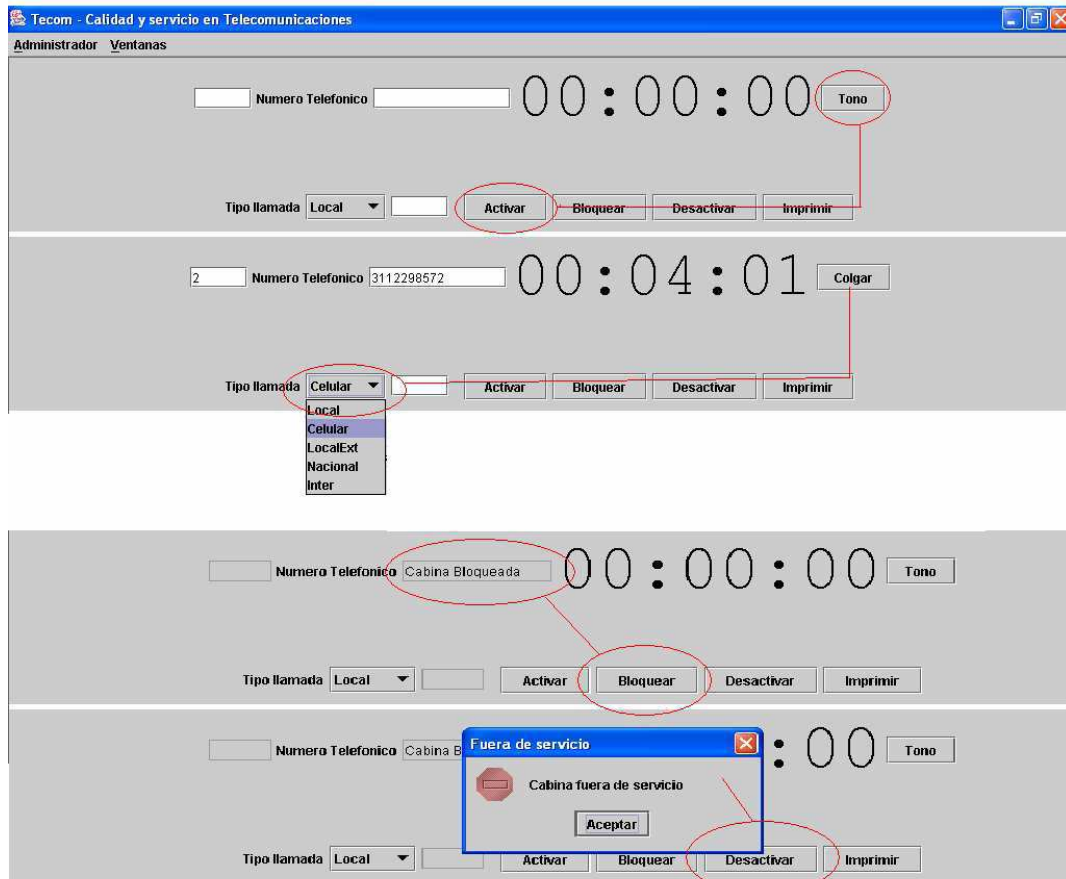 Tecom - Calidad y servicio en Telecomunicaciones
Administrador Ventanas
Numero Telefonico 00:00:00 Tono
Tipo llamada Local Activar Bloquear Desactivar Imprimir
2 Numero Telefonico 3112298572 00:04:01 Colgar
Tipo llamada Celular Activar Bloquear Desactivar Imprimir
Local
Celular
LocalExt
Nacional
Inter
Numero Telefonico Cabina Bloqueada 00:00:00 Tono
Tipo llamada Local Activar Bloquear Desactivar Imprimir
Fuera de servicio
Numero Telefonico Cabina B :00 Tono
Cabina fuera de servicio
Aceptar
Tipo llamada Local Activar Bloquear Desactivar Imprimir